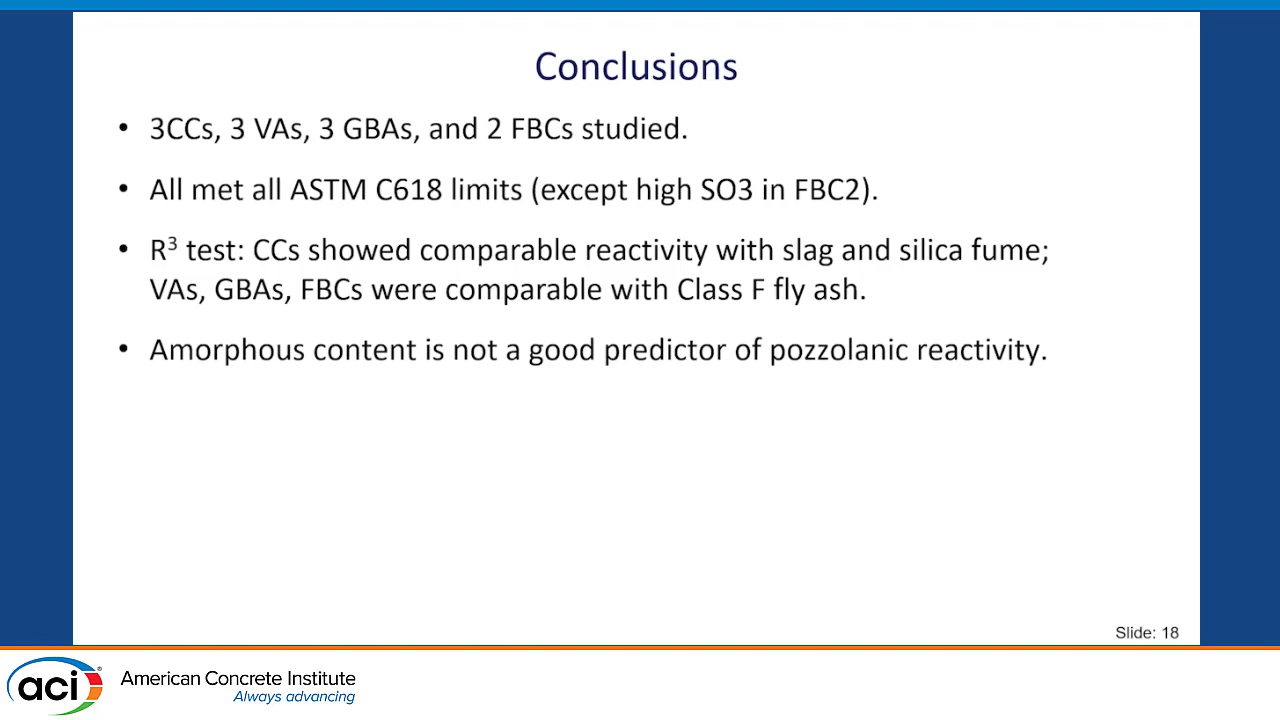 Conclusions
• 3CCs, 3 VAs, 3 GBAs, and 2 FBCs studied.
• All met all ASTM C618 limits (except high SO3 in FBC2).
• R³ test: CCs showed comparable reactivity with slag and silica fume;
VAs, GBAs, FBCs were comparable with Class F fly ash.
• Amorphous content is not a good predictor of pozzolanic reactivity.
Slide: 18
aci®
American Concrete Institute
Always advancing